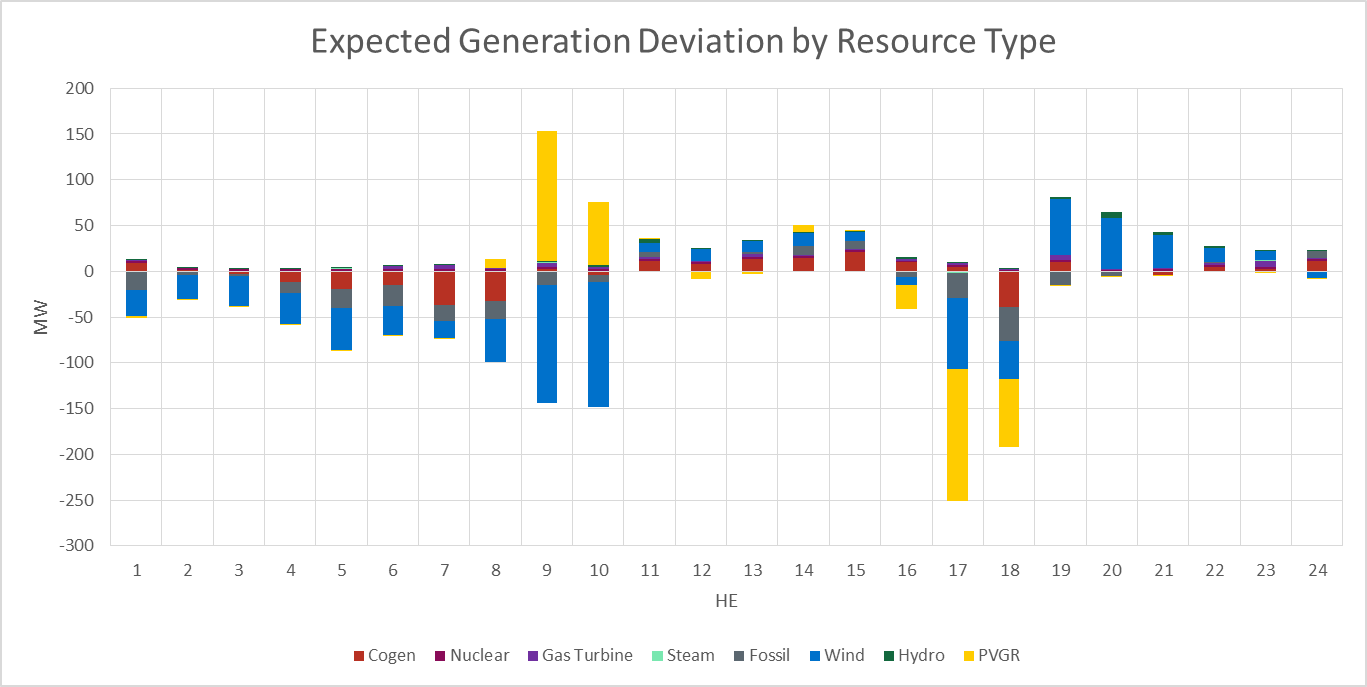 Expected Generation Deviation by Resource Type
200
150
100
50
0
-50
-100
-150
-200
-250
-300
MW
1 2 3 4 5 6 7 8 9 10 11 12 13 14 15 16 17 18 19 20 21 22 23 24
HE
Cogen Nuclear Gas Turbine Steam Fossil Wind Hydro PVGR